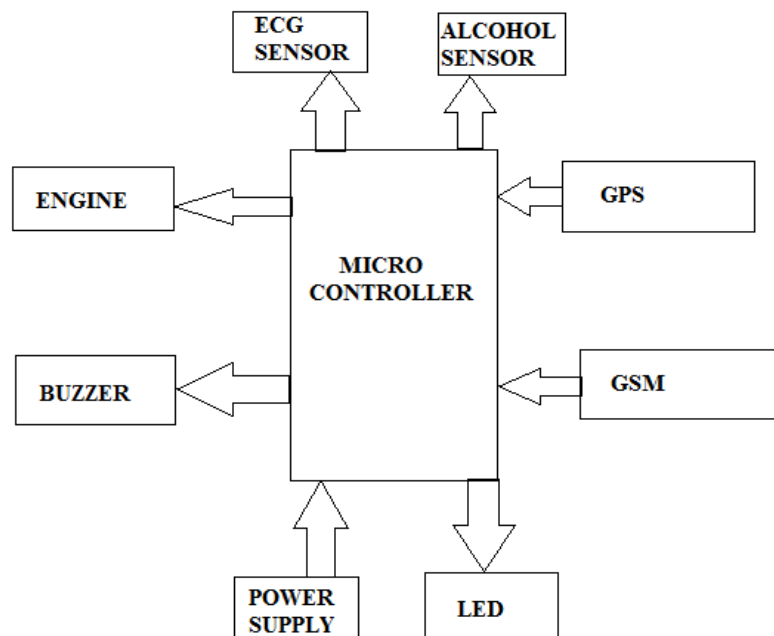 ECG
SENSOR
ALCOHOL
SENSOR
ENGINE
GPS
MICRO
CONTROLLER
BUZZER
GSM
POWER
SUPPLY
LED